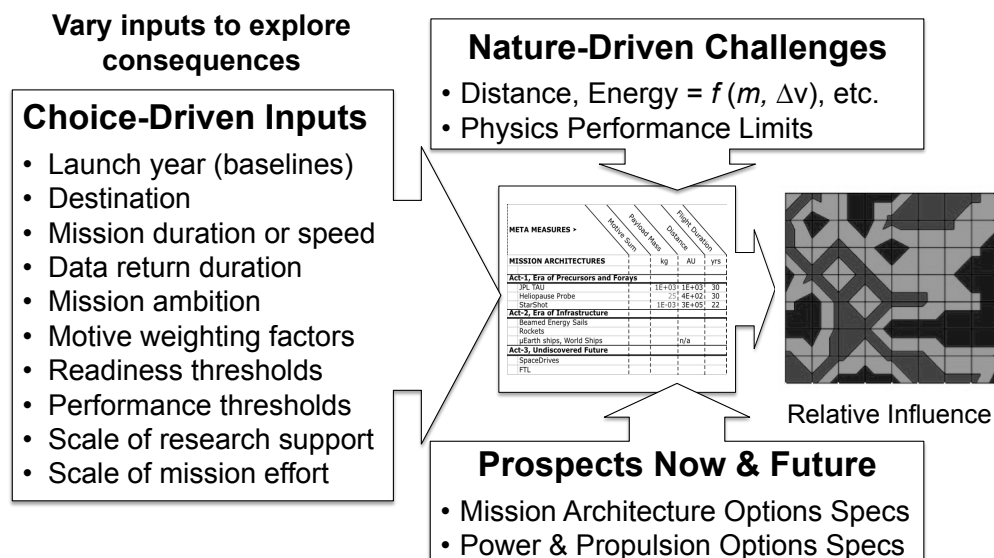 Vary inputs to explore
consequences
Choice-Driven Inputs
• Launch year (baselines)
• Destination
• Mission duration or speed
• Data return duration
• Mission ambition
• Motive weighting factors
• Readiness thresholds
• Performance thresholds
• Scale of research support
• Scale of mission effort
Nature-Driven Challenges
• Distance, Energy = f (m, Δv), etc.
• Physics Performance Limits
META MEASURES >
Motive Sum
Payload Mass
Distance
Flight Duration
MISSION ARCHITECTURES kg AU yrs
Act-1, Era of Precursors and Forays
JPL TAU 1E+03 1E+03 30
Heliopause Probe 25 4E+02 30
StarShot 1E-03 3E+05 22
Act-2, Era of Infrastructure
Beamed Energy Sails
Rockets
µEarth ships, World Ships n/a
Act-3, Undiscovered Future
SpaceDrives
FTL
Relative Influence
Prospects Now & Future
• Mission Architecture Options Specs
• Power & Propulsion Options Specs